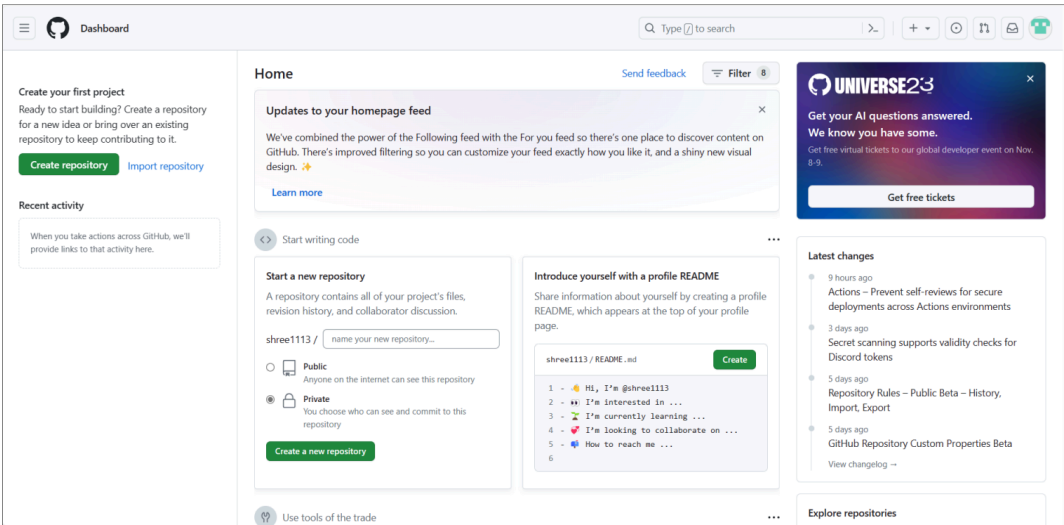 Dashboard
Type / to search
Create your first project
Ready to start building? Create a repository
for a new idea or bring over an existing
repository to keep contributing to it.
Create repository
Import repository
Recent activity
When you take actions across GitHub, we'll
provide links to that activity here.
Home
Send feedback
Filter 8
Updates to your homepage feed
We've combined the power of the Following feed with the For you feed so there's one place to discover content on
GitHub. There's improved filtering so you can customize your feed exactly how you like it, and a shiny new visual
design. ✨
Learn more
Start writing code
Start a new repository
A repository contains all of your project's files,
revision history, and collaborator discussion.
shree1113 / name your new repository...
Public
Anyone on the internet can see this repository
Private
You choose who can see and commit to this
repository
Create a new repository
Introduce yourself with a profile README
Share information about yourself by creating a profile
README, which appears at the top of your profile
page.
shree1113 / README.md
Create
1 - 👋 Hi, I'm @shree1113
2 - 👀 I'm interested in ...
3 - 🌱 I'm currently learning ...
4 - 💞️ I'm looking to collaborate on ...
5 - 📫 How to reach me ...
6
Use tools of the trade
UNIVERSE23
Get your AI questions answered.
We know you have some.
Get free virtual tickets to our global developer event on Nov.
8-9.
Get free tickets
Latest changes
9 hours ago
Actions – Prevent self-reviews for secure
deployments across Actions environments
3 days ago
Secret scanning supports validity checks for
Discord tokens
5 days ago
Repository Rules – Public Beta – History,
Import, Export
5 days ago
GitHub Repository Custom Properties Beta
View changelog →
Explore repositories